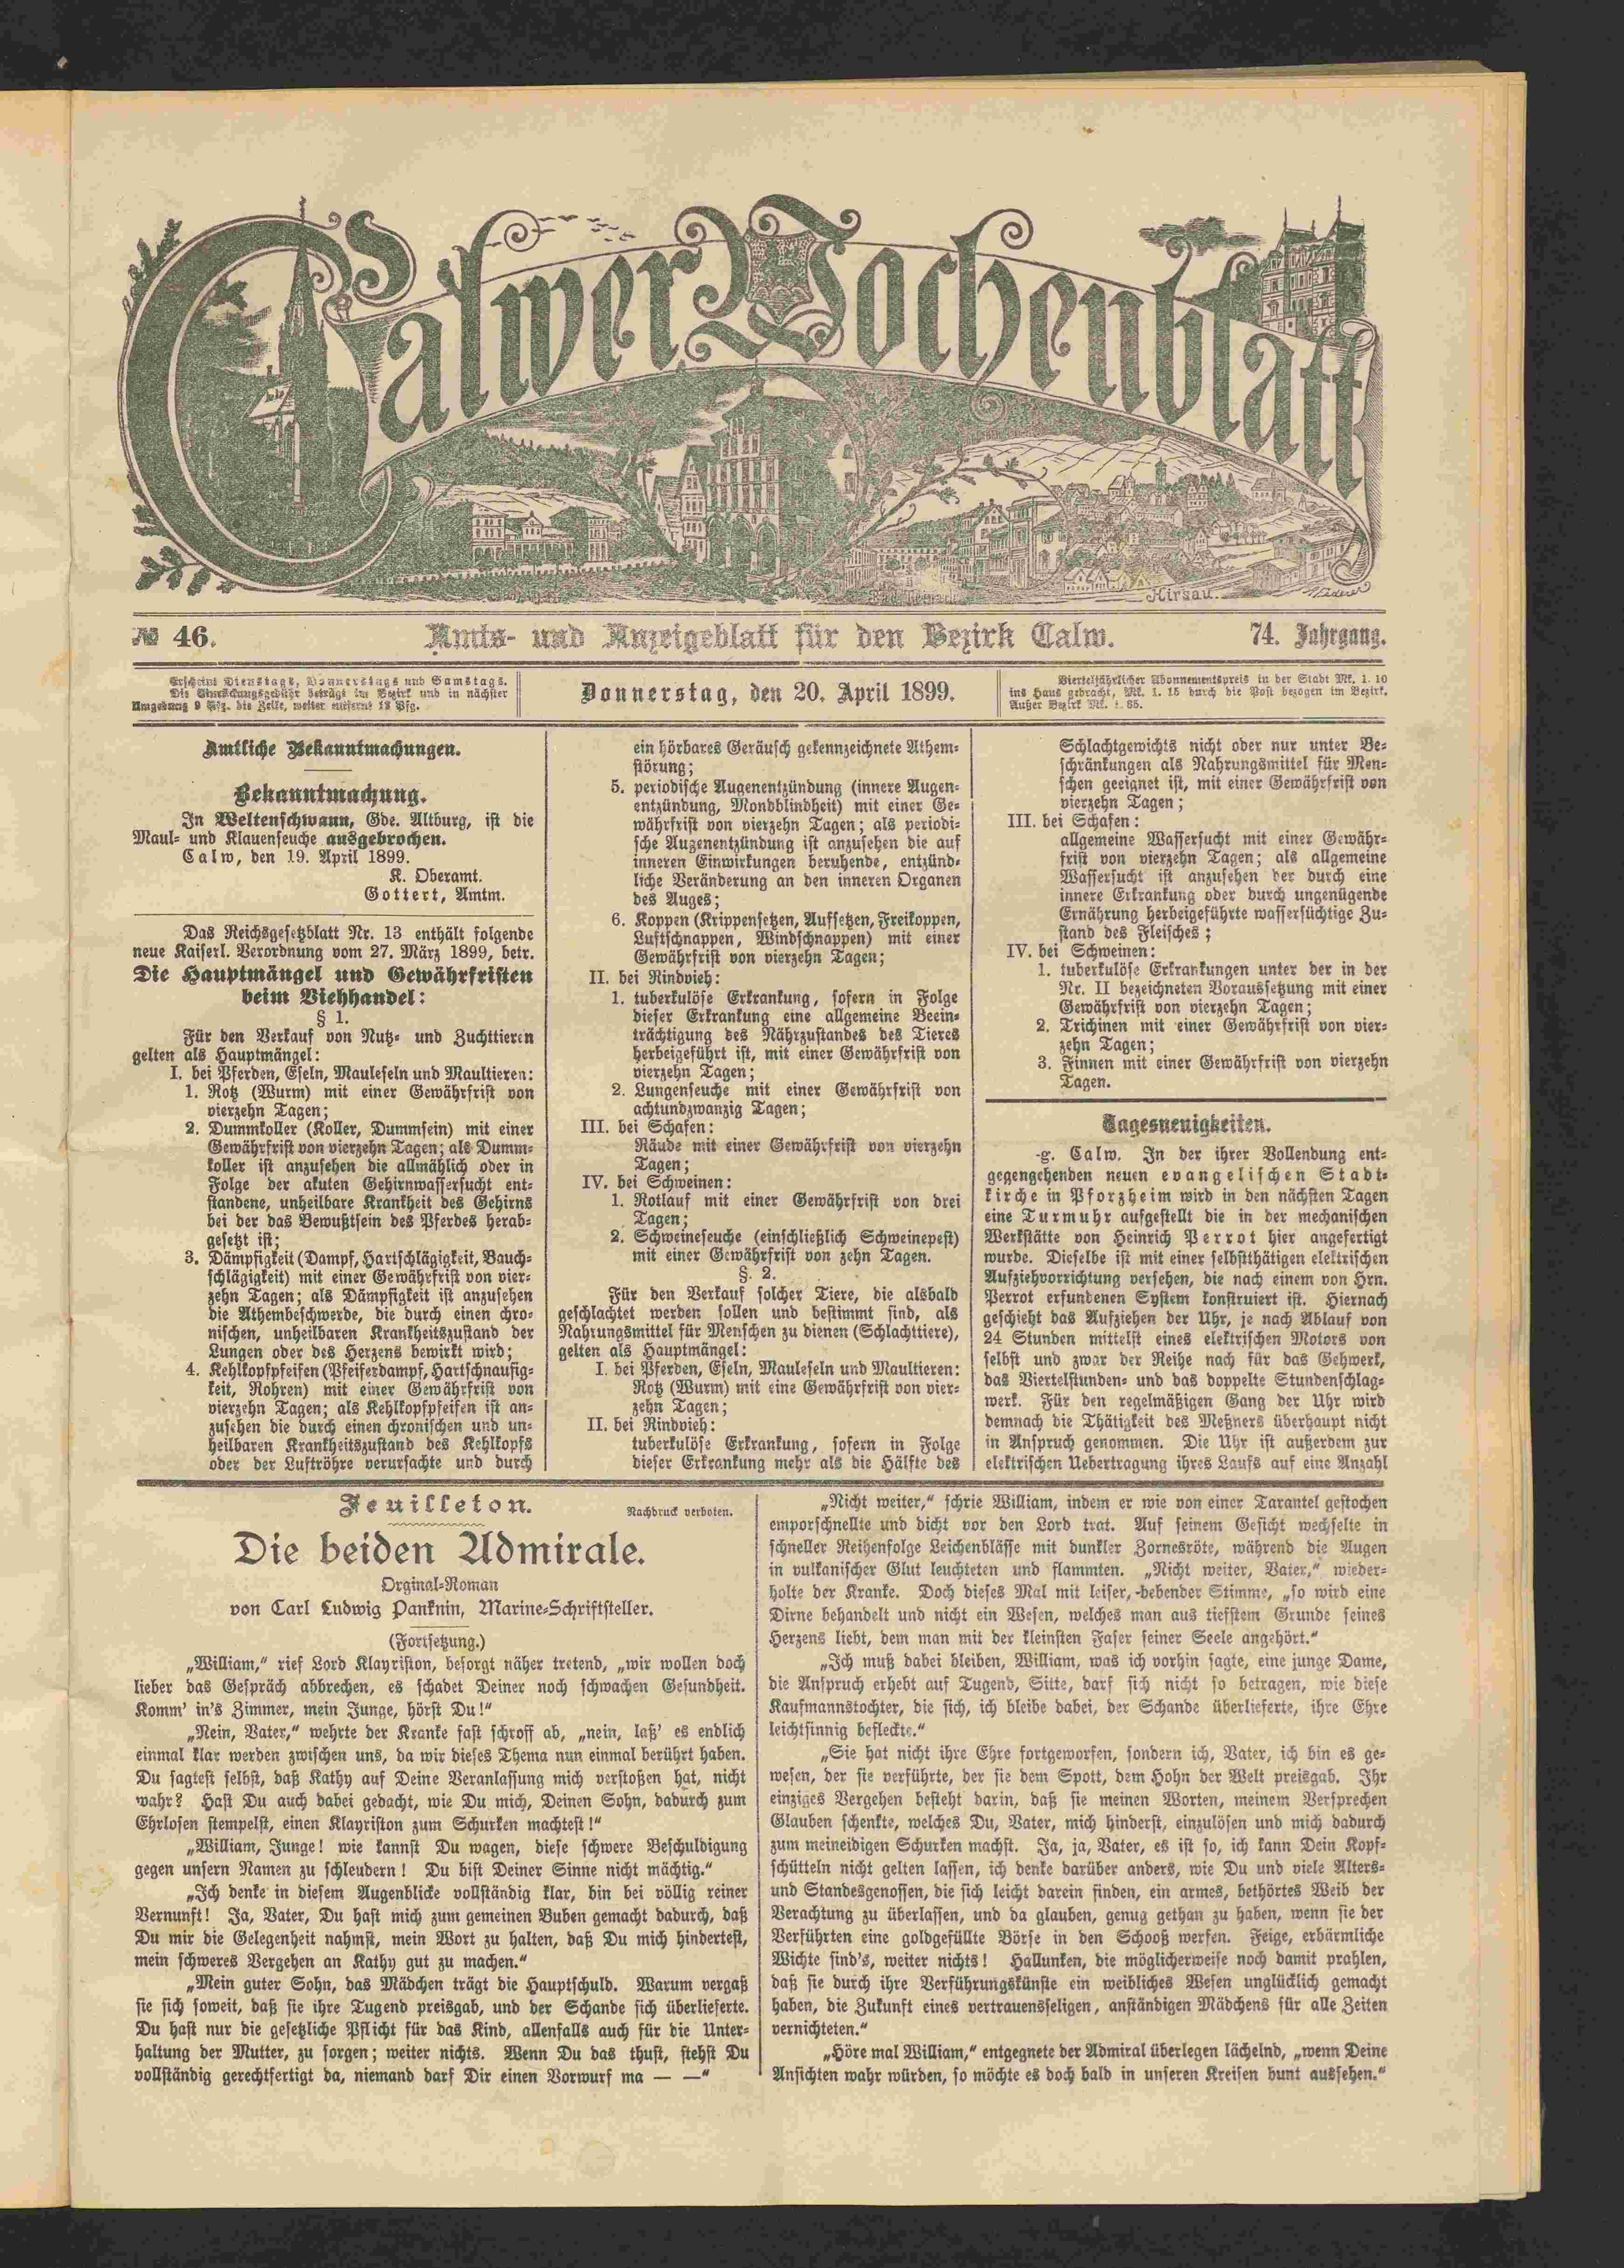 Calwer Wochenblatt
Hirsau.
№ 46.
Amts- und Anzeigeblatt für den Bezirk Calw.
74. Jahrgang.
Erscheint Dienstags, Donnerstags und Samstags.
Die Einrückungsgebühr beträgt im Bezirk und in nächster
Umgebung 9 Pfg. die Zeile, weiter entfernt 12 Pfg.
Donnerstag, den 20. April 1899.
Vierteljährlicher Abonnementspreis in der Stadt Mk. 1. 10
ins Haus gebracht, Mk. 1. 15 durch die Post bezogen im Bezirk,
Außer Bezirk Mk. 1. 35.
Amtliche Bekanntmachungen.
Bekanntmachung.
In Weltenschwann, Gde. Altburg, ist die
Maul- und Klauenseuche ausgebrochen.
Calw, den 19. April 1899.
K. Oberamt.
Gottert, Amtm.
Das Reichsgesetzblatt Nr. 13 enthält folgende
neue Kaiserl. Verordnung vom 27. März 1899, betr.
Die Hauptmängel und Gewährfristen
beim Viehhandel:
§ 1.
Für den Verkauf von Nutz- und Zuchttieren
gelten als Hauptmängel:
I. bei Pferden, Eseln, Mauleseln und Maultieren:
1. Rotz (Wurm) mit einer Gewährfrist von
vierzehn Tagen;
2. Dummkoller (Koller, Dummsein) mit einer
Gewährfrist von vierzehn Tagen; als Dumm-
koller ist anzusehen die allmählich oder in
Folge der akuten Gehirnwassersucht ent-
standene, unheilbare Krankheit des Gehirns
bei der das Bewußtsein des Pferdes herab-
gesetzt ist;
3. Dämpfigkeit (Dampf, Hartschlägigkeit, Bauch-
schlägigkeit) mit einer Gewährfrist von vier-
zehn Tagen; als Dämpfigkeit ist anzusehen
die Athembeschwerde, die durch einen chro-
nischen, unheilbaren Krankheitszustand der
Lungen oder des Herzens bewirkt wird;
4. Kehlkopfpfeifen (Pfeiferdampf, Hartschnaufig-
keit, Rohren) mit einer Gewährfrist von
vierzehn Tagen; als Kehlkopfpfeifen ist an-
zusehen die durch einen chronischen und un-
heilbaren Krankheitszustand des Kehlkopfs
oder der Luftröhre verursachte und durch
ein hörbares Geräusch gekennzeichnete Athem-
störung;
5. periodische Augenentzündung (innere Augen-
entzündung, Mondblindheit) mit einer Ge-
währfrist von vierzehn Tagen; als periodi-
sche Augenentzündung ist anzusehen die auf
inneren Einwirkungen beruhende, entzünd-
liche Veränderung an den inneren Organen
des Auges;
6. Koppen (Krippensetzen, Aufsetzen, Freikoppen,
Luftschnappen, Windschnappen) mit einer
Gewährfrist von vierzehn Tagen;
II. bei Rindvieh:
1. tuberkulöse Erkrankung, sofern in Folge
dieser Erkrankung eine allgemeine Beein-
trächtigung des Nährzustandes des Tieres
herbeigeführt ist, mit einer Gewährfrist von
vierzehn Tagen;
2. Lungenseuche mit einer Gewährfrist von
achtundzwanzig Tagen;
III. bei Schafen:
Räude mit einer Gewährfrist von vierzehn
Tagen;
IV. bei Schweinen:
1. Rotlauf mit einer Gewährfrist von drei
Tagen;
2. Schweineseuche (einschließlich Schweinepest)
mit einer Gewährfrist von zehn Tagen.
§. 2.
Für den Verkauf solcher Tiere, die alsbald
geschlachtet werden sollen und bestimmt sind, als
Nahrungsmittel für Menschen zu dienen (Schlachttiere),
gelten als Hauptmängel:
I. bei Pferden, Eseln, Mauleseln und Maultieren:
Rotz (Wurm) mit eine Gewährfrist von vier-
zehn Tagen;
II. bei Rindvieh:
tuberkulöse Erkrankung, sofern in Folge
dieser Erkrankung mehr als die Hälfte des
Schlachtgewichts nicht oder nur unter Be-
schränkungen als Nahrungsmittel für Men-
schen geeignet ist, mit einer Gewährfrist von
vierzehn Tagen;
III. bei Schafen:
allgemeine Wassersucht mit einer Gewähr-
frist von vierzehn Tagen; als allgemeine
Wassersucht ist anzusehen der durch eine
innere Erkrankung oder durch ungenügende
Ernährung herbeigeführte wassersüchtige Zu-
stand des Fleisches;
IV. bei Schweinen:
1. tuberkulöse Erkrankungen unter der in der
Nr. II bezeichneten Voraussetzung mit einer
Gewährfrist von vierzehn Tagen;
2. Trichinen mit einer Gewährfrist von vier-
zehn Tagen;
3. Finnen mit einer Gewährfrist von vierzehn
Tagen.
Tagesneuigkeiten.
-g. Calw. In der ihrer Vollendung ent-
gegengehenden neuen evangelischen Stadt-
kirche in Pforzheim wird in den nächsten Tagen
eine Turmuhr aufgestellt die in der mechanischen
Werkstätte von Heinrich Perrot hier angefertigt
wurde. Dieselbe ist mit einer selbstthätigen elektrischen
Aufziehvorrichtung versehen, die nach einem von Hrn.
Perrot erfundenen System konstruiert ist. Hiernach
geschieht das Aufziehen der Uhr, je nach Ablauf von
24 Stunden mittelst eines elektrischen Motors von
selbst und zwar der Reihe nach für das Gehwerk,
das Viertelstunden- und das doppelte Stundenschlag-
werk. Für den regelmäßigen Gang der Uhr wird
demnach die Thätigkeit des Meßners überhaupt nicht
in Anspruch genommen. Die Uhr ist außerdem zur
elektrischen Uebertragung ihres Laufs auf eine Anzahl
Feuilleton.
Nachdruck verboten.
Die beiden Admirale.
Orginal-Roman
von Carl Ludwig Panknin, Marine-Schriftsteller.
(Fortsetzung.)
„William,“ rief Lord Klayriston, besorgt näher tretend, „wir wollen doch
lieber das Gespräch abbrechen, es schadet Deiner noch schwachen Gesundheit.
Komm' in's Zimmer, mein Junge, hörst Du!“
„Nein, Vater,“ wehrte der Kranke fast schroff ab, „nein, laß' es endlich
einmal klar werden zwischen uns, da wir dieses Thema nun einmal berührt haben.
Du sagtest selbst, daß Kathy auf Deine Veranlassung mich verstoßen hat, nicht
wahr? Hast Du auch dabei gedacht, wie Du mich, Deinen Sohn, dadurch zum
Ehrlosen stempelst, einen Klayriston zum Schurken machtest!“
„William, Junge! wie kannst Du wagen, diese schwere Beschuldigung
gegen unsern Namen zu schleudern! Du bist Deiner Sinne nicht mächtig.“
„Ich denke in diesem Augenblicke vollständig klar, bin bei völlig reiner
Vernunft! Ja, Vater, Du hast mich zum gemeinen Buben gemacht dadurch, daß
Du mir die Gelegenheit nahmst, mein Wort zu halten, daß Du mich hindertest,
mein schweres Vergehen an Kathy gut zu machen.“
„Mein guter Sohn, das Mädchen trägt die Hauptschuld. Warum vergaß
sie sich soweit, daß sie ihre Tugend preisgab, und der Schande sich überlieferte.
Du hast nur die gesetzliche Pflicht für das Kind, allenfalls auch für die Unter-
haltung der Mutter, zu sorgen; weiter nichts. Wenn Du das thust, stehst Du
vollständig gerechtfertigt da, niemand darf Dir einen Vorwurf ma — —“
„Nicht weiter,“ schrie William, indem er wie von einer Tarantel gestochen
emporschnellte und dicht vor den Lord trat. Auf seinem Gesicht wechselte in
schneller Reihenfolge Leichenblässe mit dunkler Zornesröte, während die Augen
in vulkanischer Glut leuchteten und flammten. „Nicht weiter, Vater,“ wieder-
holte der Kranke. Doch dieses Mal mit leiser, bebender Stimme, „so wird eine
Dirne behandelt und nicht ein Wesen, welches man aus tiefstem Grunde seines
Herzens liebt, dem man mit der kleinsten Faser seiner Seele angehört.“
„Ich muß dabei bleiben, William, was ich vorhin sagte, eine junge Dame,
die Anspruch erhebt auf Tugend, Sitte, darf sich nicht so betragen, wie diese
Kaufmannstochter, die sich, ich bleibe dabei, der Schande überlieferte, ihre Ehre
leichtsinnig befleckte.“
„Sie hat nicht ihre Ehre fortgeworfen, sondern ich, Vater, ich bin es ge-
wesen, der sie verführte, der sie dem Spott, dem Hohn der Welt preisgab. Ihr
einziges Vergehen besteht darin, daß sie meinen Worten, meinem Versprechen
Glauben schenkte, welches Du, Vater, mich hinderst, einzulösen und mich dadurch
zum meineidigen Schurken machst. Ja, ja, Vater, es ist so, ich kann Dein Kopf-
schütteln nicht gelten lassen, ich denke darüber anders, wie Du und viele Alters-
und Standesgenossen, die sich leicht darein finden, ein armes, bethörtes Weib der
Verachtung zu überlassen, und da glauben, genug gethan zu haben, wenn sie der
Verführten eine goldgefüllte Börse in den Schooß werfen. Feige, erbärmliche
Wichte sind's, weiter nichts! Hallunken, die möglicherweise noch damit prahlen,
daß sie durch ihre Verführungskünste ein weibliches Wesen unglücklich gemacht
haben, die Zukunft eines vertrauensseligen, anständigen Mädchens für alle Zeiten
vernichteten.“
„Höre mal William,“ entgegnete der Admiral überlegen lächelnd, „wenn Deine
Ansichten wahr würden, so möchte es doch bald in unseren Kreisen bunt aussehen.“